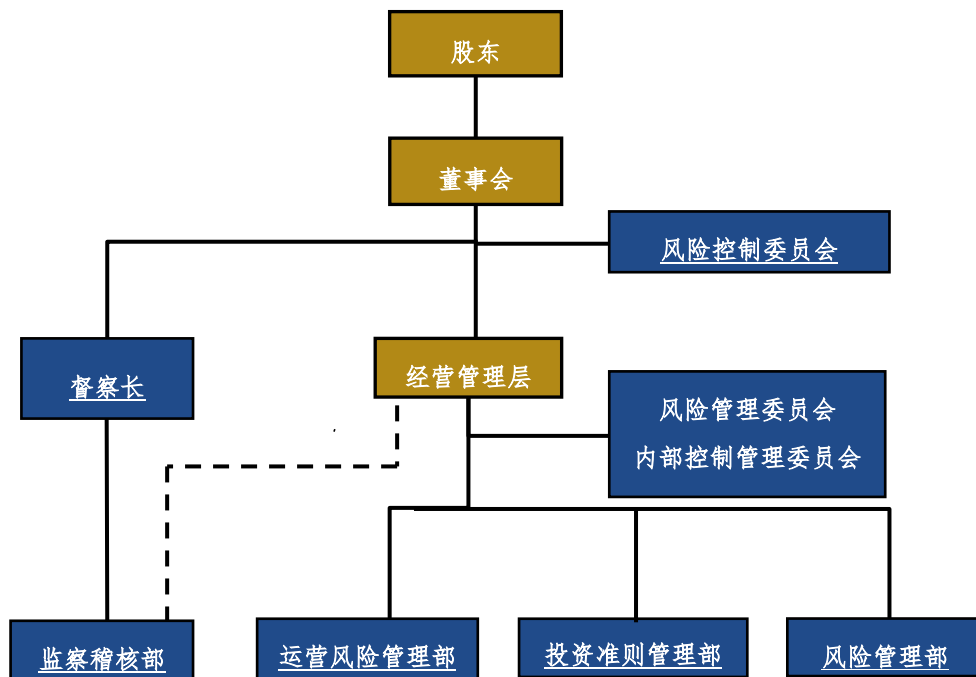 股东
董事会
风险控制委员会
督察长
经营管理层
风险管理委员会
内部控制管理委员会
监察稽核部
运营风险管理部
投资准则管理部
风险管理部